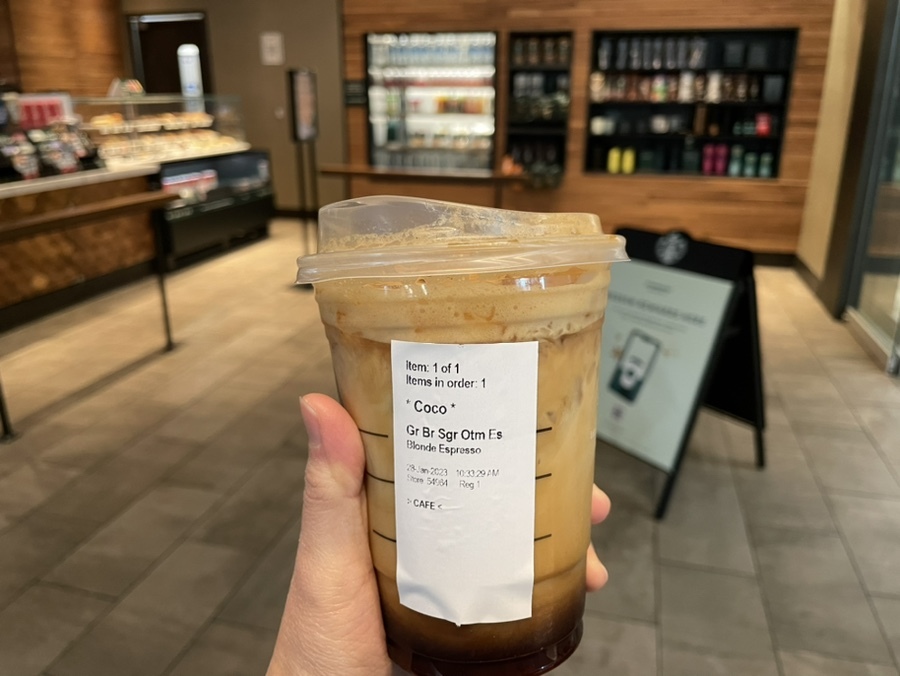 Item: 1 of 1
Items in order: 1
* Coco *
Gr Br Sgr Otm Es
Blonde Espresso
28-Jan-2023 10:33:29 AM
Store 54964 Reg 1
> CAFE <